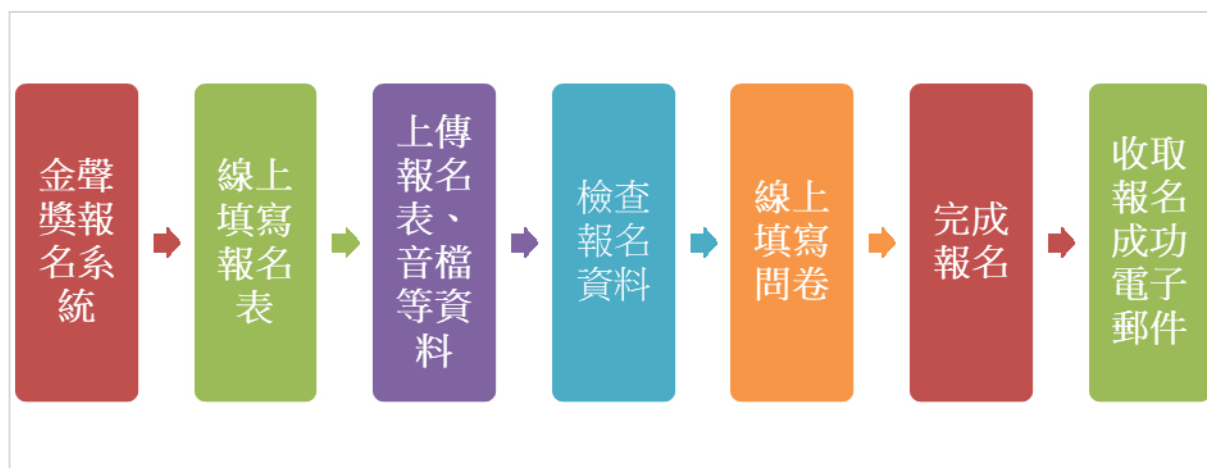 金聲
獎報
名系
統
線上
填寫
報名
表
上傳
報名
表、
音檔
等資
料
檢查
報名
資料
線上
填寫
問卷
完成
報名
收取
報名
成功
電子
郵件